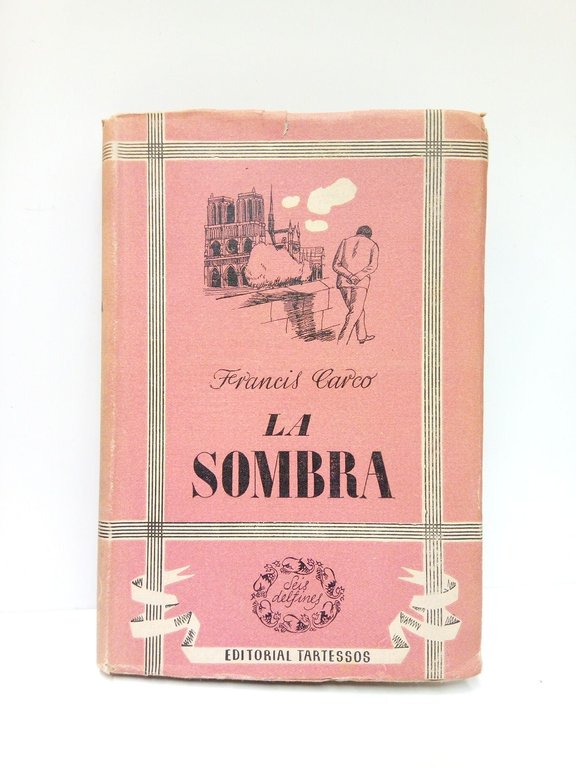 Francis Carco
LA
SOMBRA
Seis
delfines
EDITORIAL TARTESSOS